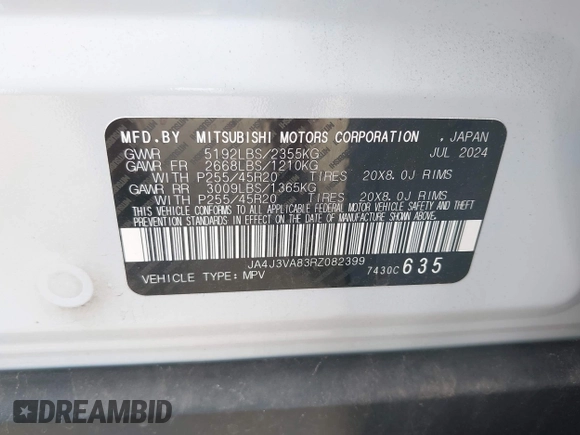 MFD.BY MITSUBISHI MOTORS CORPORATION . JAPAN
GVWR 5192LBS/2355KG JUL 2024
GAWR FR 2668LBS/1210KG
WITH P255/45R20 TIRES 20X8.0J RIMS
GAWR RR 3009LBS/1365KG
WITH P255/45R20 TIRES 20X8.0J RIMS
THIS VEHICLE CONFORMS TO ALL APPLICABLE FEDERAL MOTOR VEHICLE SAFETY AND THEFT
PREVENTION STANDARDS IN EFFECT ON THE DATE OF MANUFACTURE SHOWN ABOVE.
JA4J3VA83RZ082399
VEHICLE TYPE: MPV 7430C 635
DREAMBID